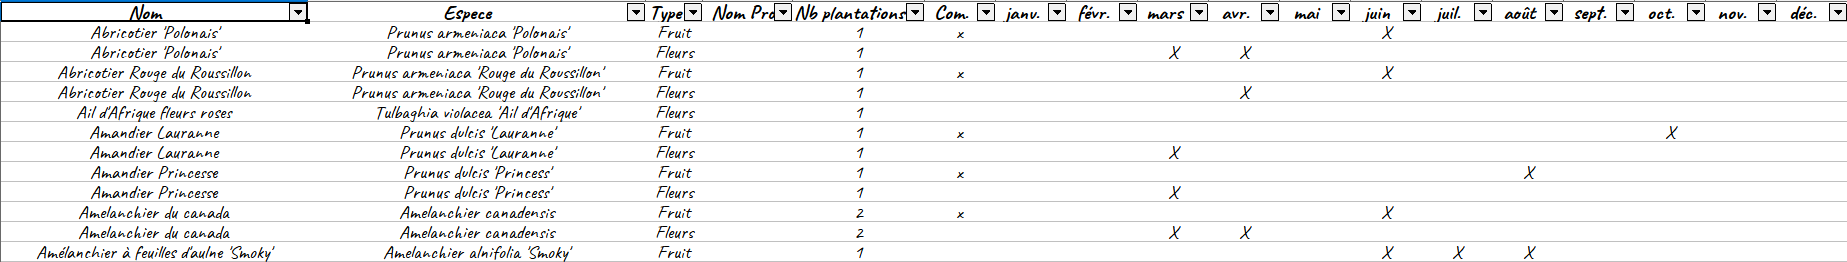 Nom Espece Type Nom Pro Nb plantations Com. janv. févr. mars avr. mai juin juil. août sept. oct. nov. déc.
Abricotier 'Polonais' Prunus armeniaca 'Polonais' Fruit 1 x X
Abricotier 'Polonais' Prunus armeniaca 'Polonais' Fleurs 1 X X
Abricotier Rouge du Roussillon Prunus armeniaca 'Rouge du Roussillon' Fruit 1 x X
Abricotier Rouge du Roussillon Prunus armeniaca 'Rouge du Roussillon' Fleurs 1 X
Ail d'Afrique fleurs roses Tulbaghia violacea 'Ail d'Afrique' Fleurs 1
Amandier Lauranne Prunus dulcis 'Lauranne' Fruit 1 x X
Amandier Lauranne Prunus dulcis 'Lauranne' Fleurs 1 X
Amandier Princesse Prunus dulcis 'Princess' Fruit 1 x X
Amandier Princesse Prunus dulcis 'Princess' Fleurs 1 X
Amelanchier du canada Amelanchier canadensis Fruit 2 x X
Amelanchier du canada Amelanchier canadensis Fleurs 2 X X
Amélanchier à feuilles d'aulne 'Smoky' Amelanchier alnifolia 'Smoky' Fruit 1 X X X